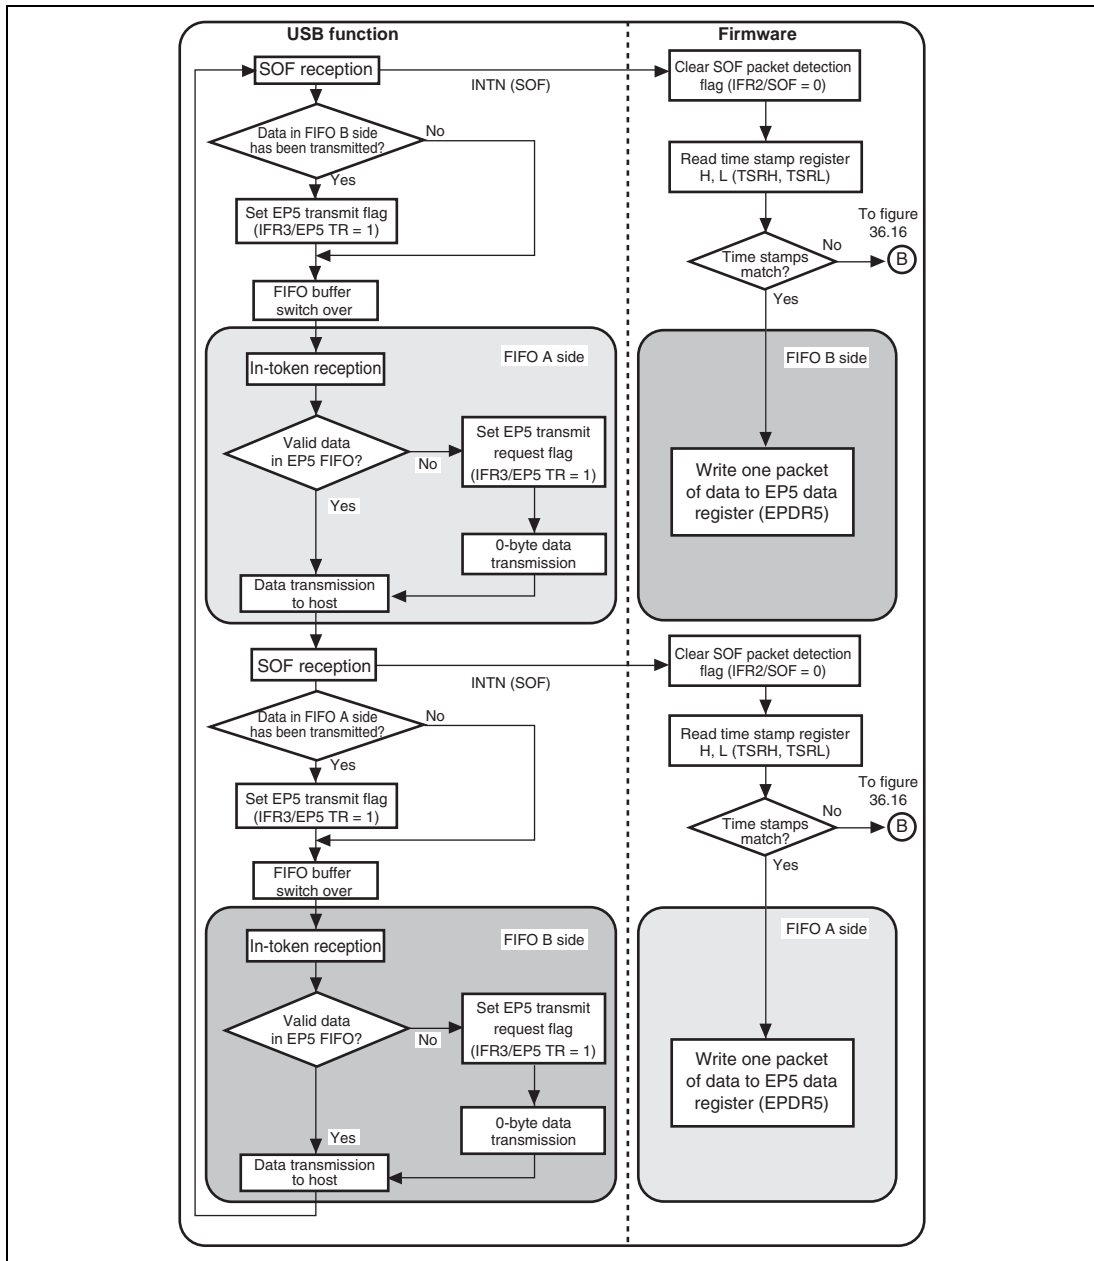 USB function
Firmware
SOF reception
INTN (SOF)
Clear SOF packet detection
flag (IFR2/SOF = 0)
Data in FIFO B side
has been transmitted?
No
Yes
Read time stamp register
H, L (TSRH, TSRL)
Set EP5 transmit flag
(IFR3/EP5 TR = 1)
To figure
36.16
Time stamps
match?
No
B
Yes
FIFO buffer
switch over
FIFO A side
FIFO B side
In-token reception
Valid data
in EP5 FIFO?
No
Yes
Set EP5 transmit
request flag
(IFR3/EP5 TR = 1)
Write one packet
of data to EP5 data
register (EPDR5)
0-byte data
transmission
Data transmission
to host
SOF reception
INTN (SOF)
Clear SOF packet detection
flag (IFR2/SOF = 0)
Data in FIFO A side
has been transmitted?
No
Yes
Read time stamp register
H, L (TSRH, TSRL)
Set EP5 transmit flag
(IFR3/EP5 TR = 1)
To figure
36.16
Time stamps
match?
No
B
Yes
FIFO buffer
switch over
FIFO B side
FIFO A side
In-token reception
Valid data
in EP5 FIFO?
No
Yes
Set EP5 transmit
request flag
(IFR3/EP5 TR = 1)
Write one packet
of data to EP5 data
register (EPDR5)
0-byte data
transmission
Data transmission
to host